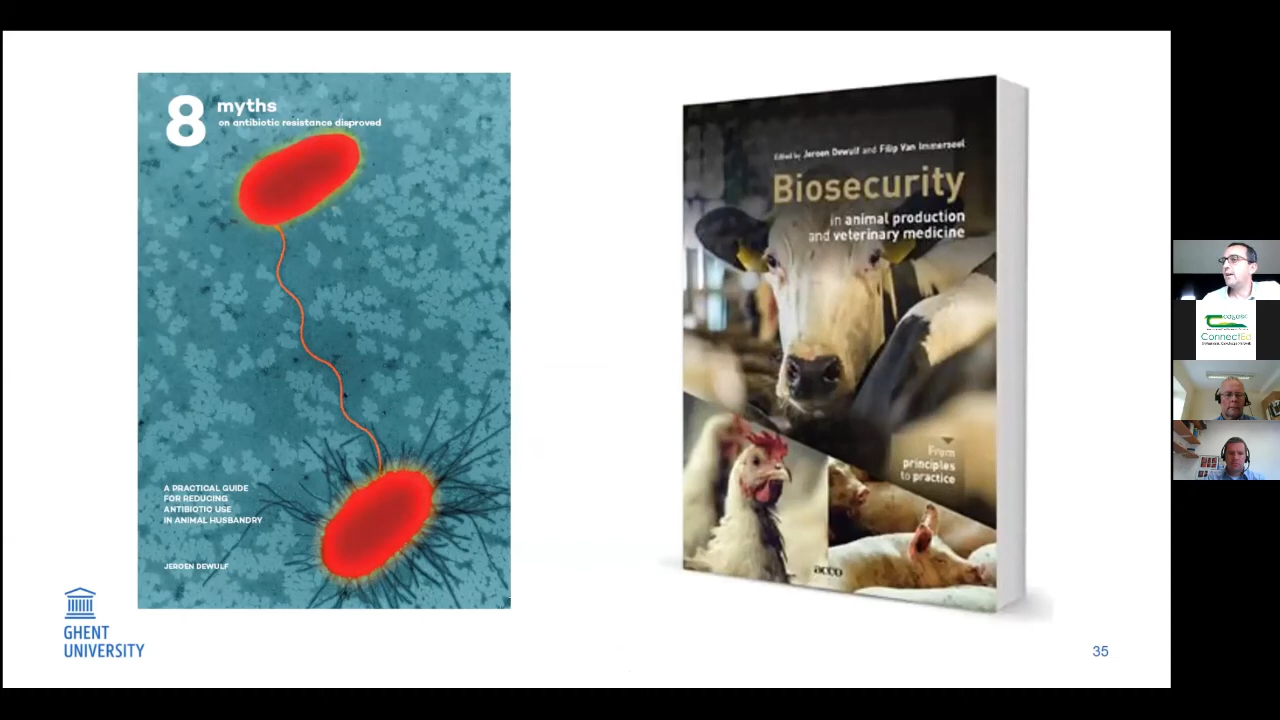 8 myths
on antibiotic resistance disproved
A PRACTICAL GUIDE
FOR REDUCING
ANTIBIOTIC USE
IN ANIMAL HUSBANDRY
JEROEN DEWULF
Edited by Jeroen Dewulf and Filip Van Immerseel
Biosecurity
in animal production
and veterinary medicine
From
principles
to practice
acco
GHENT
UNIVERSITY
35
ConnectEd